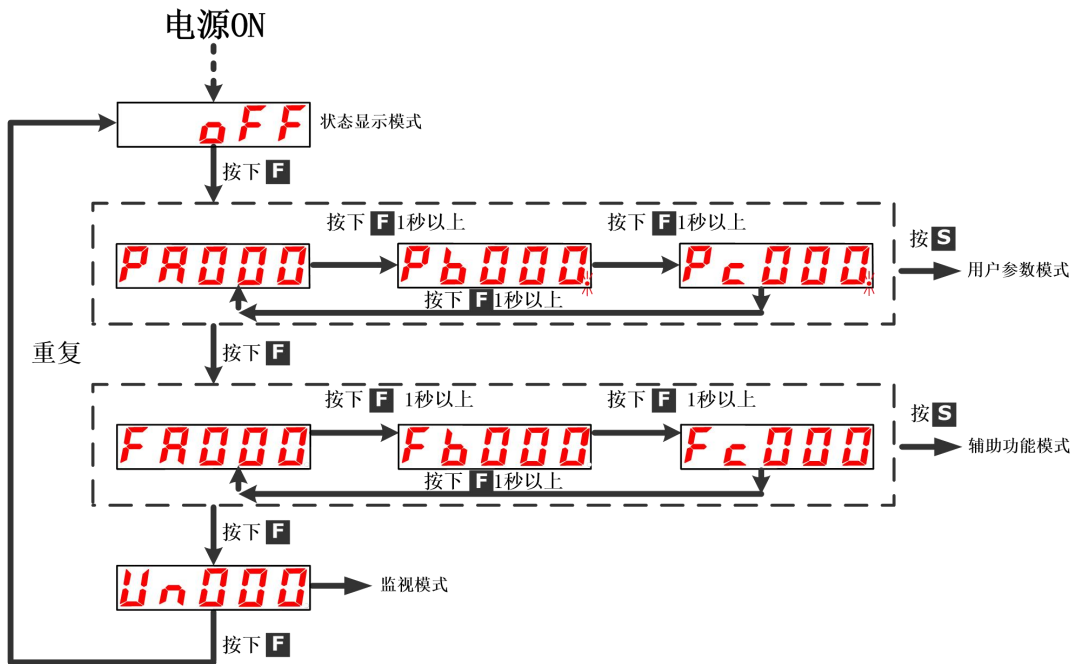 电源ON
oFF
状态显示模式
按下 F
按下 F 1秒以上
按下 F 1秒以上
按 S
PA000
Pb000.
Pc000.
用户参数模式
按下 F 1秒以上
重复
按下 F
按下 F 1秒以上
按下 F 1秒以上
按 S
FA000
Fb000
Fc000
辅助功能模式
按下 F 1秒以上
按下 F
Un000
监视模式
按下 F